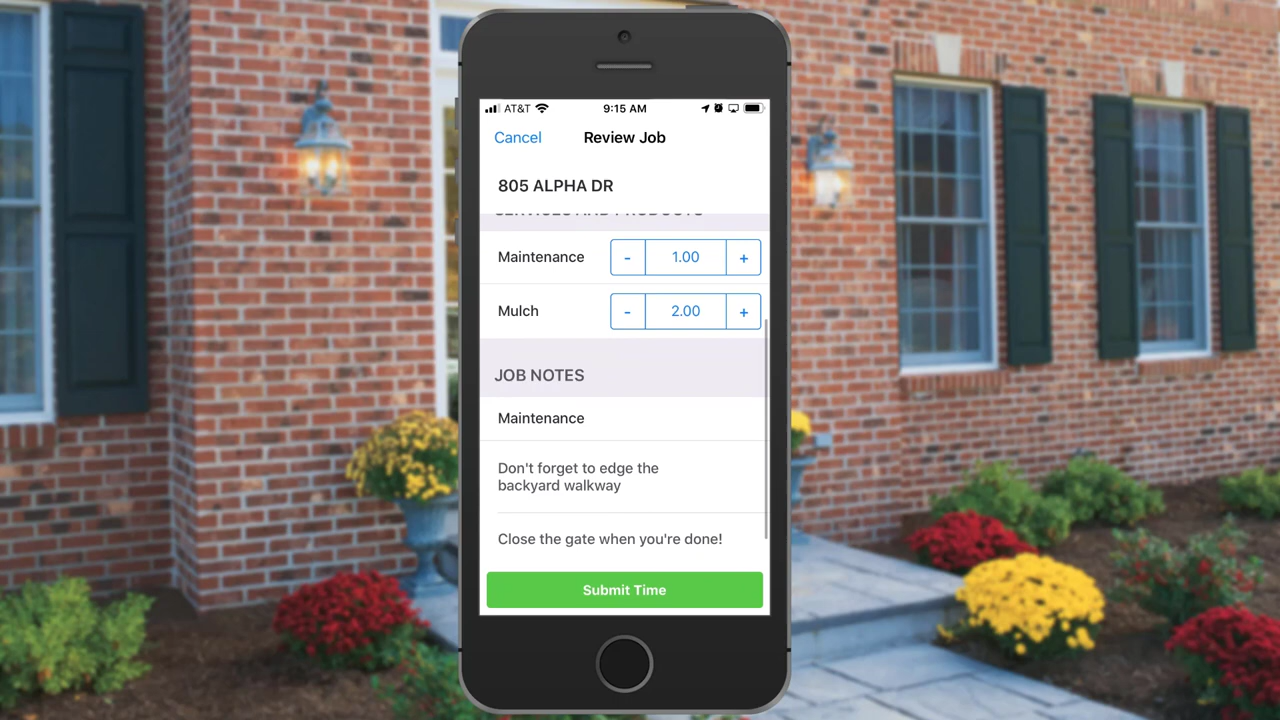 AT&T
9:15 AM
Cancel
Review Job
805 ALPHA DR
SERVICES AND PRODUCTS
Maintenance
-
1.00
+
Mulch
-
2.00
+
JOB NOTES
Maintenance
Don't forget to edge the
backyard walkway
Close the gate when you're done!
Submit Time